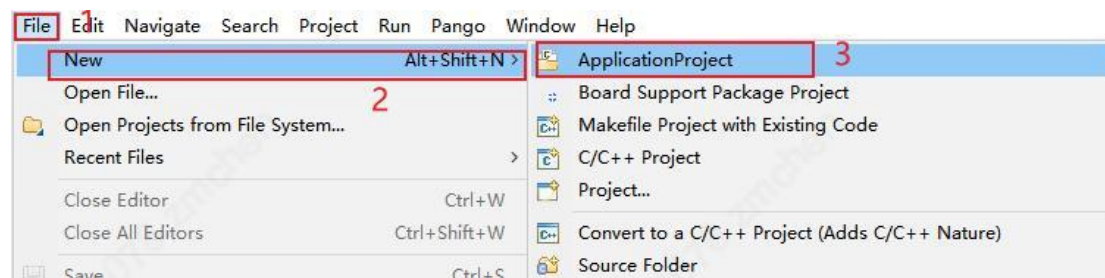 File Edit Navigate Search Project Run Pango Window Help
1
New Alt+Shift+N >
2
Open File...
Open Projects from File System...
Recent Files >
Close Editor Ctrl+W
Close All Editors Ctrl+Shift+W
Save Ctrl+S
ApplicationProject
3
Board Support Package Project
Makefile Project with Existing Code
C/C++ Project
Project...
Convert to a C/C++ Project (Adds C/C++ Nature)
Source Folder